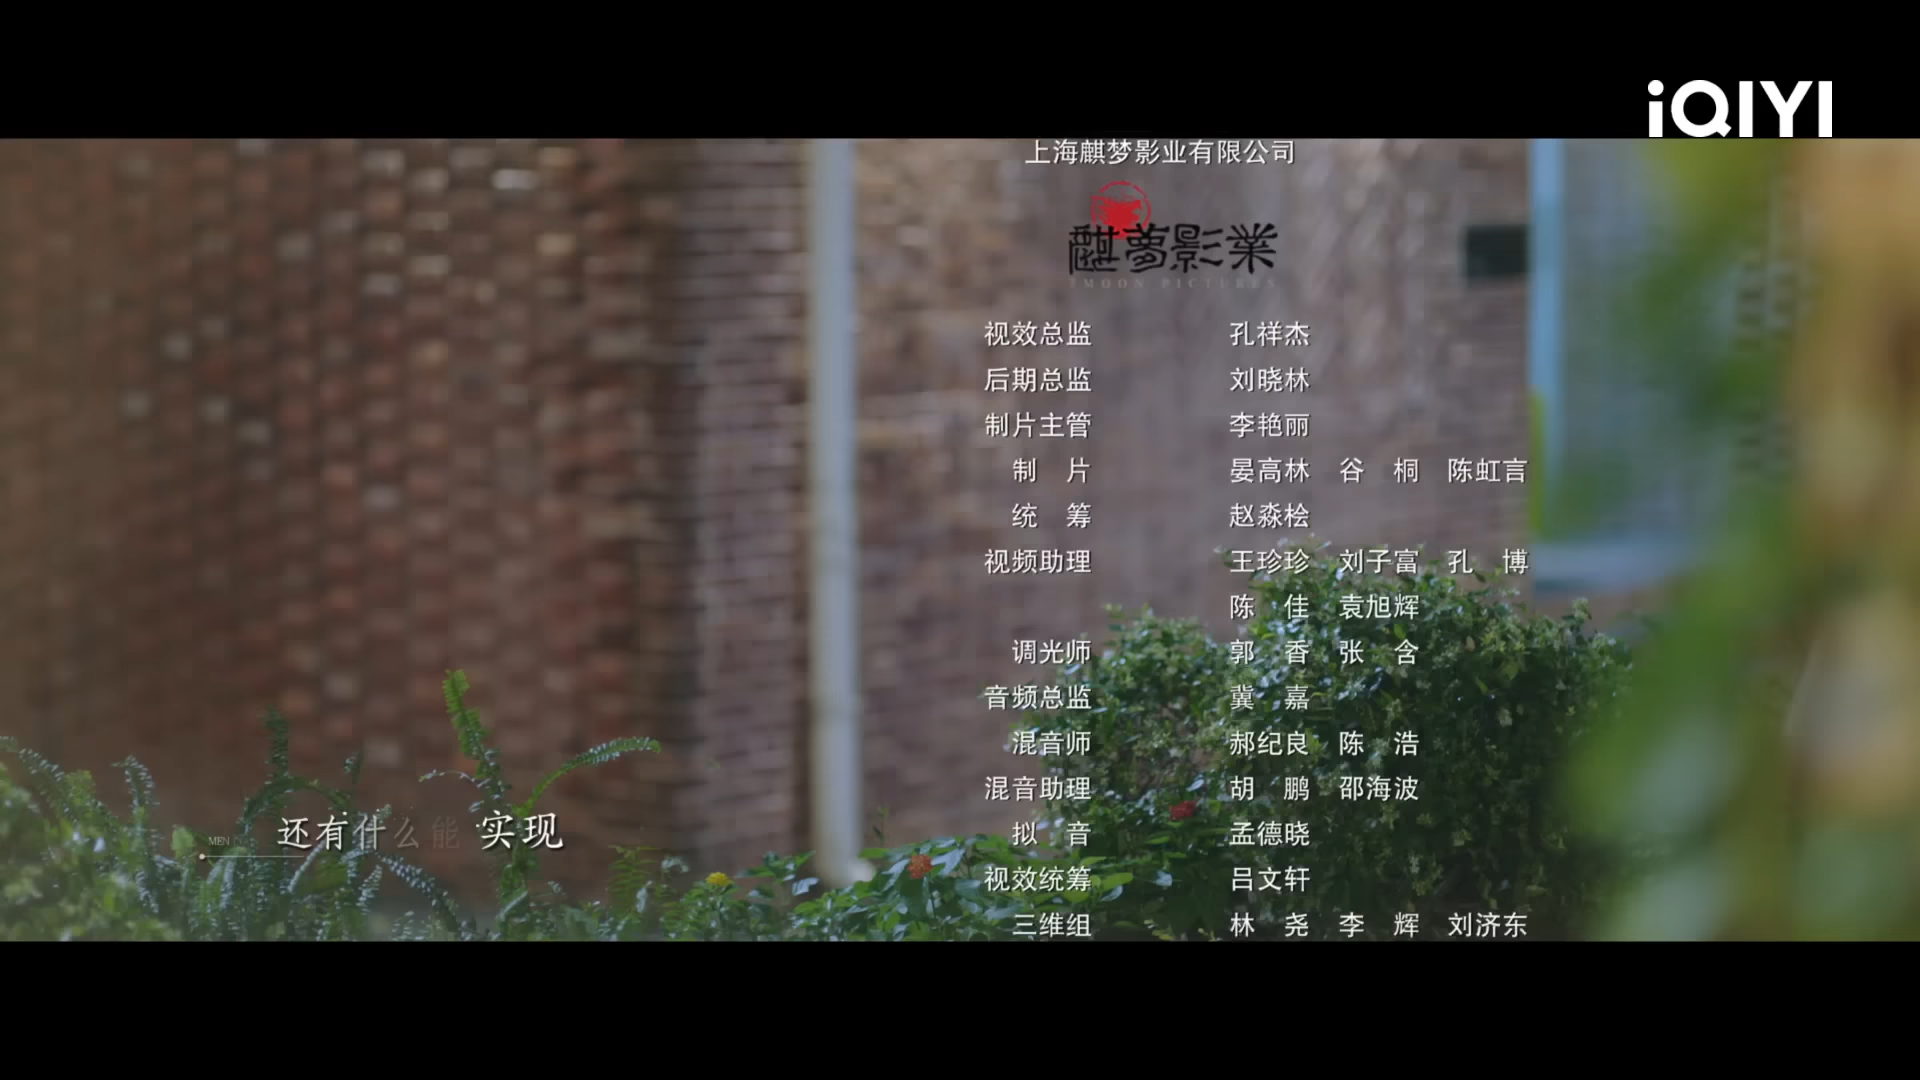 iQIYI
上海麒梦影业有限公司
麒夢影業
MOON PICTURES
视效总监 孔祥杰
后期总监 刘晓林
制片主管 李艳丽
制 片 晏高林 谷 桐 陈虹言
统 筹 赵淼桧
视频助理 王珍珍 刘子富 孔 博
陈 佳 袁旭辉
调光师 郭 香 张 含
音频总监 冀 嘉
混音师 郝纪良 陈 浩
混音助理 胡 鹏 邵海波
拟 音 孟德晓
视效统筹 吕文轩
三维组 林 尧 李 辉 刘济东
MEN
还有什么能 实现